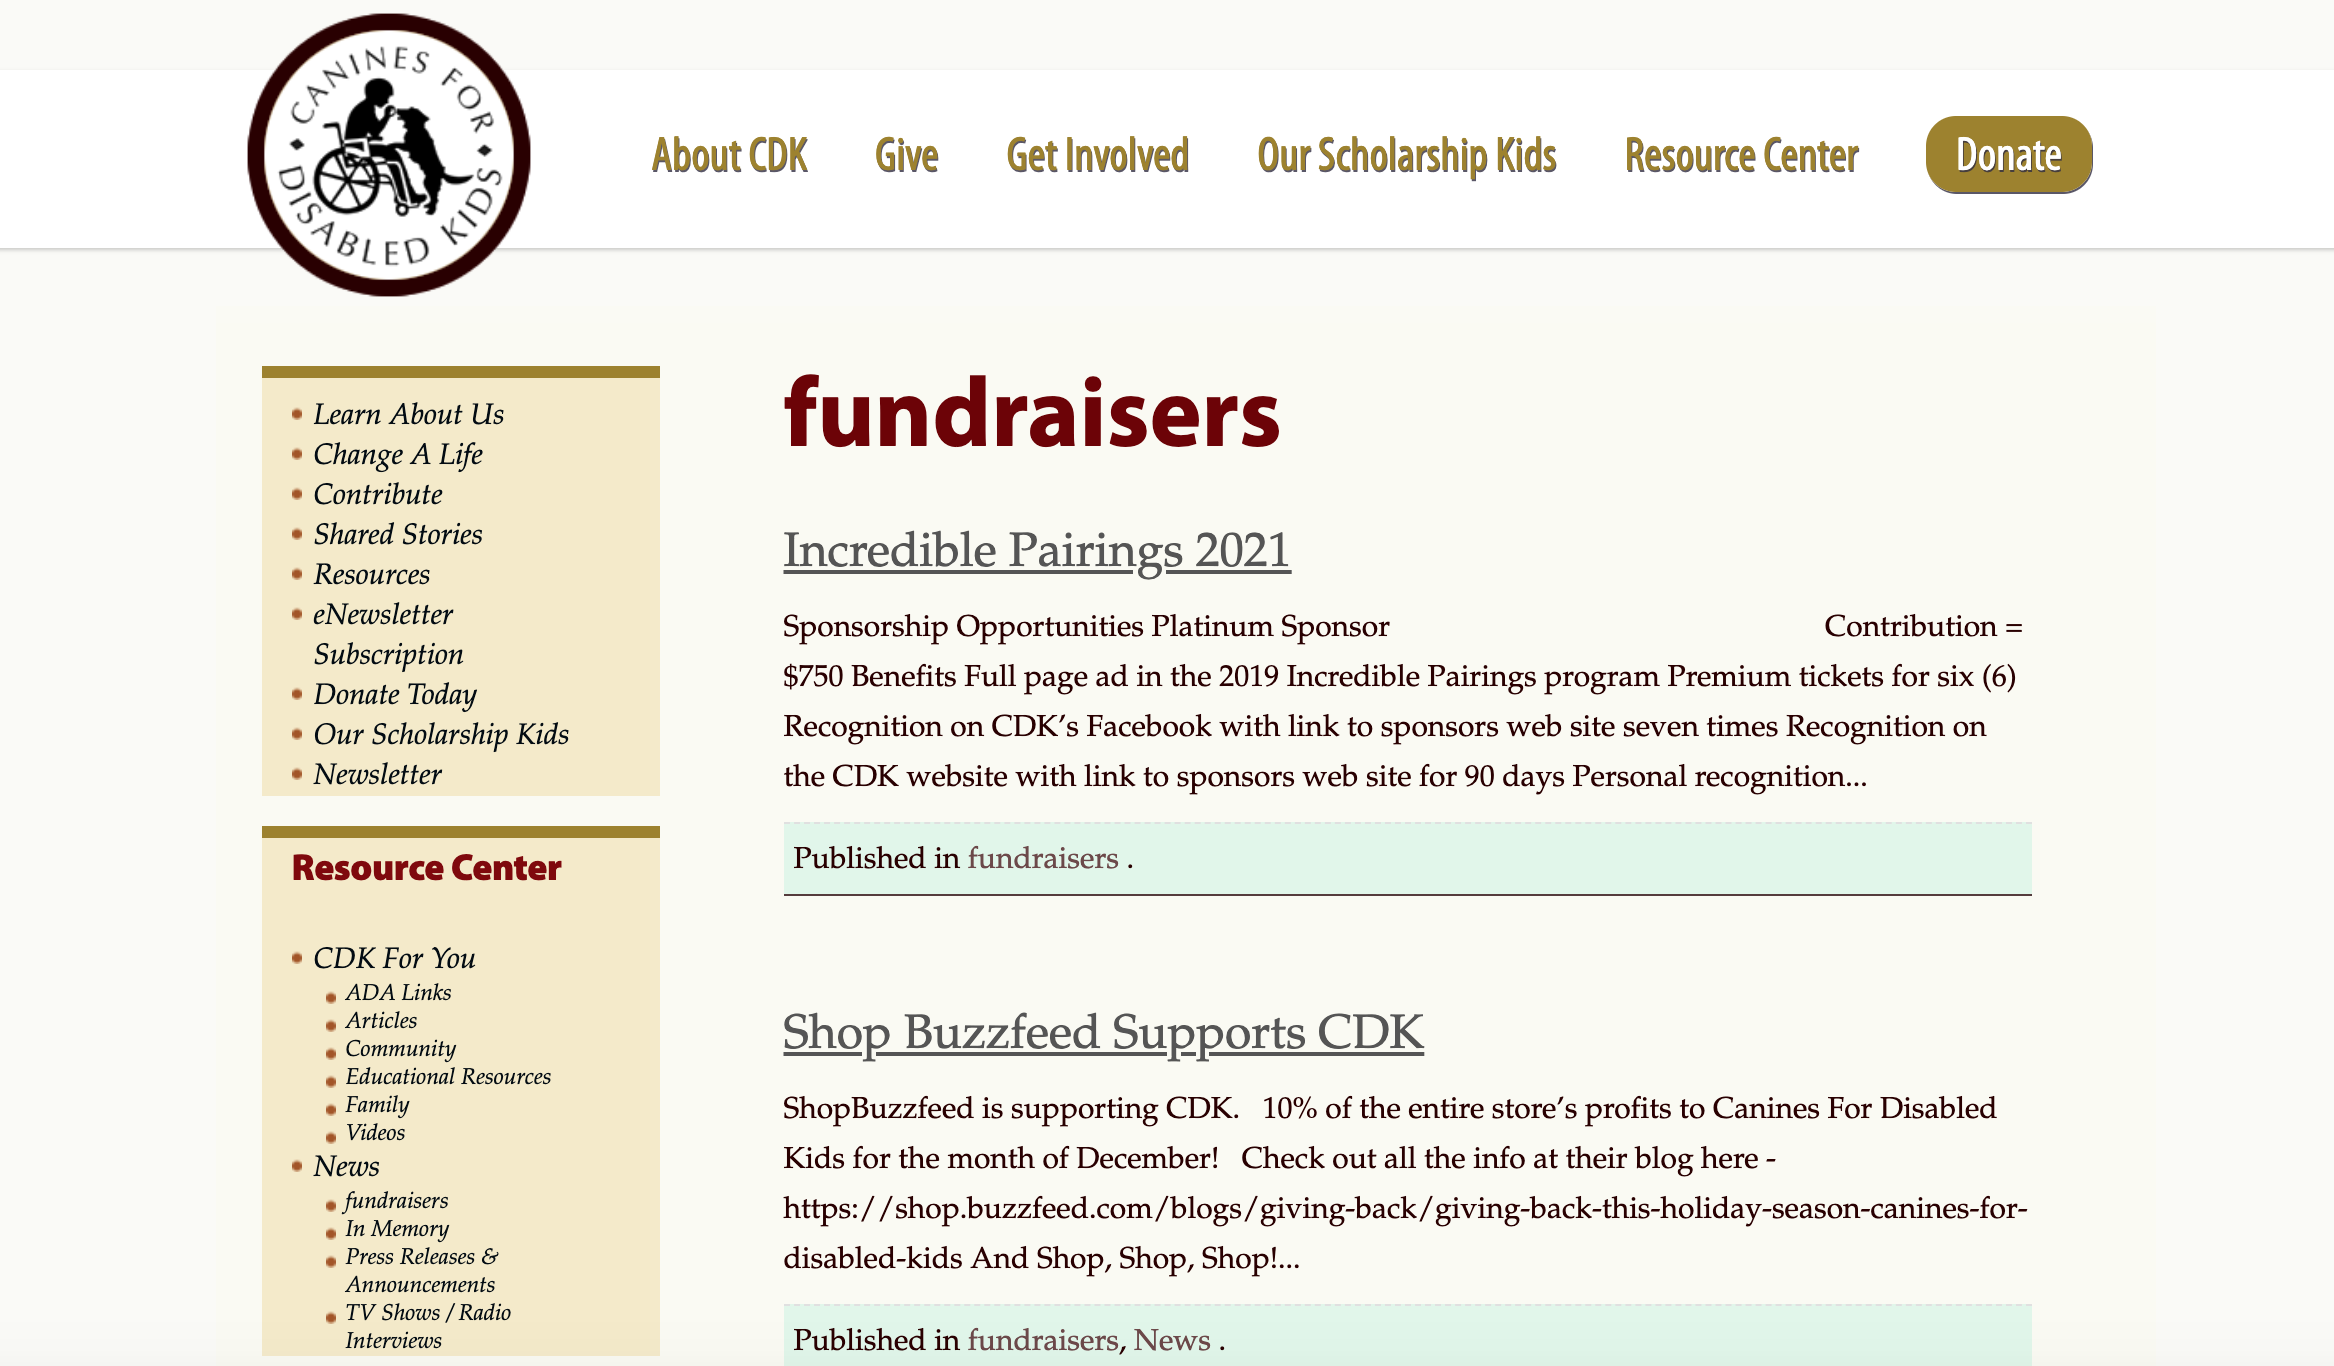 CANINES FOR
DISABLED KIDS
About CDK
Give
Get Involved
Our Scholarship Kids
Resource Center
Donate
Learn About Us
Change A Life
Contribute
Shared Stories
Resources
eNewsletter
Subscription
Donate Today
Our Scholarship Kids
Newsletter
Resource Center
CDK For You
ADA Links
Articles
Community
Educational Resources
Family
Videos
News
fundraisers
In Memory
Press Releases &
Announcements
TV Shows / Radio
Interviews
fundraisers
Incredible Pairings 2021
Sponsorship Opportunities Platinum Sponsor Contribution =
$750 Benefits Full page ad in the 2019 Incredible Pairings program Premium tickets for six (6)
Recognition on CDK’s Facebook with link to sponsors web site seven times Recognition on
the CDK website with link to sponsors web site for 90 days Personal recognition...
Published in fundraisers .
Shop Buzzfeed Supports CDK
ShopBuzzfeed is supporting CDK. 10% of the entire store’s profits to Canines For Disabled
Kids for the month of December! Check out all the info at their blog here -
https://shop.buzzfeed.com/blogs/giving-back/giving-back-this-holiday-season-canines-for-
disabled-kids And Shop, Shop, Shop!...
Published in fundraisers, News .